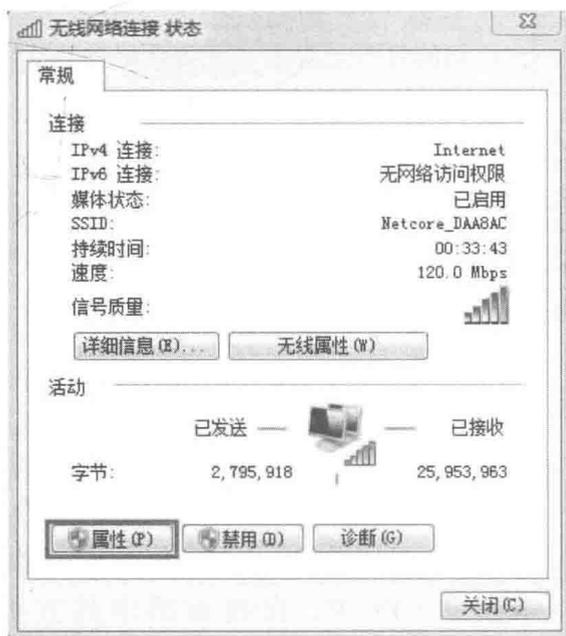 无线网络连接 状态
常规
连接
IPv4 连接: Internet
IPv6 连接: 无网络访问权限
媒体状态: 已启用
SSID: Netcore_DAA8AC
持续时间: 00:33:43
速度: 120.0 Mbps
信号质量:
详细信息(E)... 无线属性(W)
活动
已发送 — — 已接收
字节: 2,795,918 25,953,963
属性(P) 禁用(D) 诊断(G)
关闭(C)